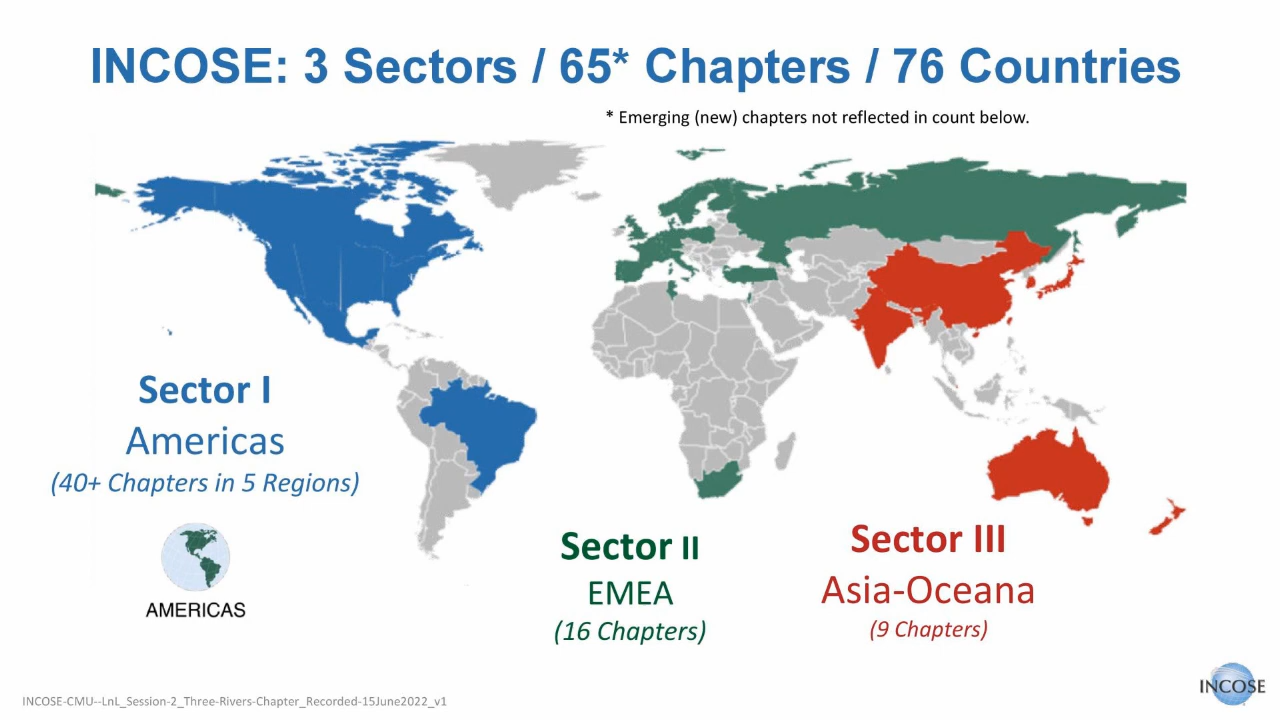 INCOSE: 3 Sectors / 65* Chapters / 76 Countries
* Emerging (new) chapters not reflected in count below.
Sector I
Americas
(40+ Chapters in 5 Regions)
AMERICAS
Sector II
EMEA
(16 Chapters)
Sector III
Asia-Oceana
(9 Chapters)
INCOSE
INCOSE-CMU--LnL_Session-2_Three-Rivers-Chapter_Recorded-15June2022_v1